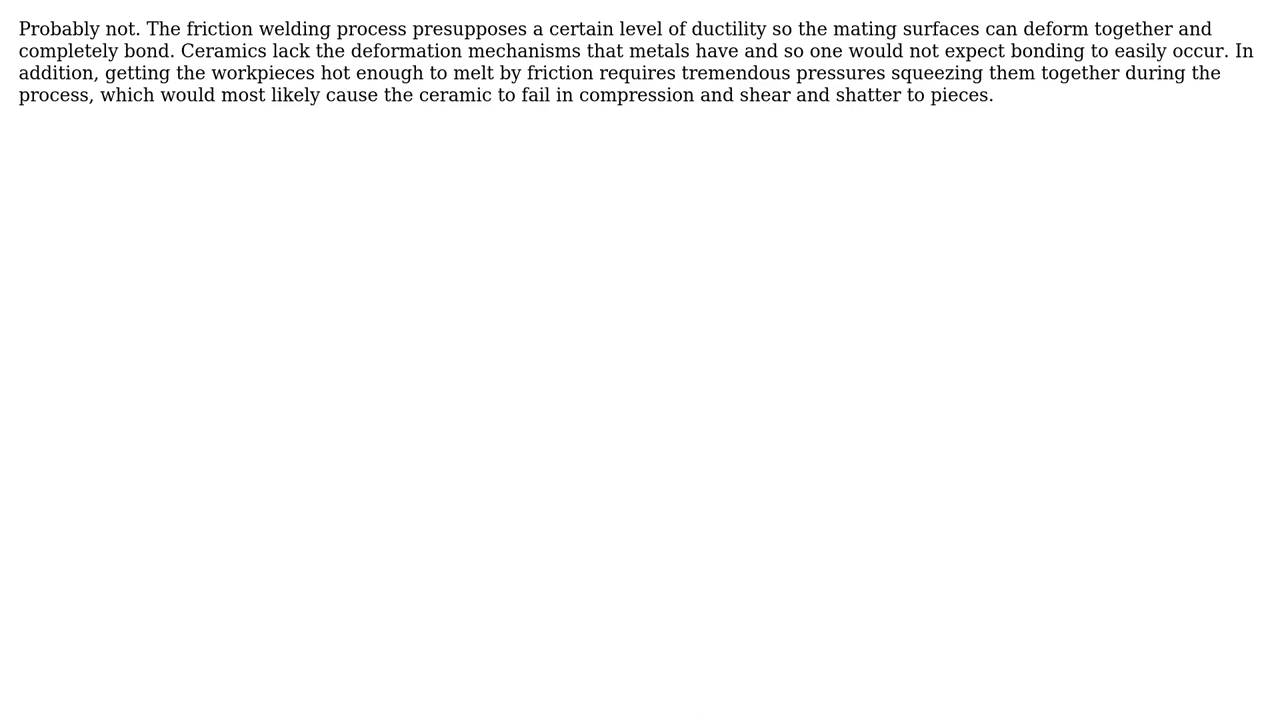 Probably not. The friction welding process presupposes a certain level of ductility so the mating surfaces can deform together and
completely bond. Ceramics lack the deformation mechanisms that metals have and so one would not expect bonding to easily occur. In
addition, getting the workpieces hot enough to melt by friction requires tremendous pressures squeezing them together during the
process, which would most likely cause the ceramic to fail in compression and shear and shatter to pieces.